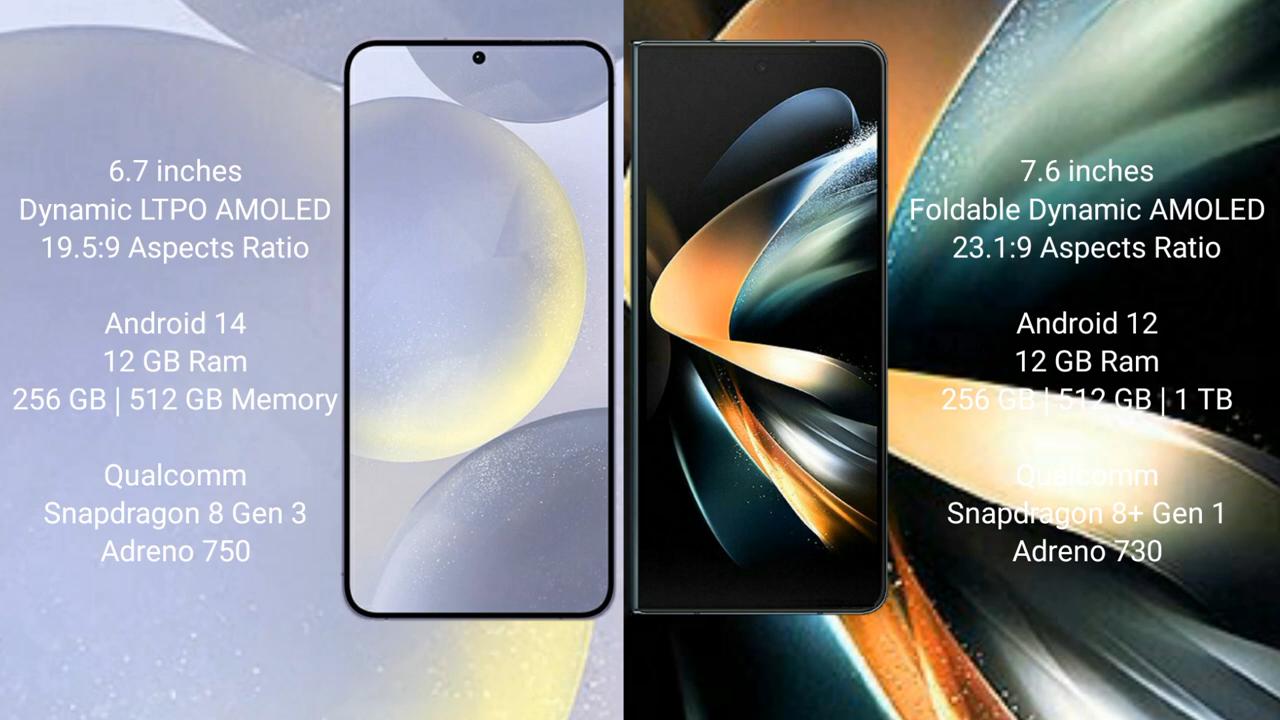 6.7 inches
Dynamic LTPO AMOLED
19.5:9 Aspects Ratio
Android 14
12 GB Ram
256 GB | 512 GB Memory
Qualcomm
Snapdragon 8 Gen 3
Adreno 750
7.6 inches
Foldable Dynamic AMOLED
23.1:9 Aspects Ratio
Android 12
12 GB Ram
256 GB | 512 GB | 1 TB
Qualcomm
Snapdragon 8+ Gen 1
Adreno 730